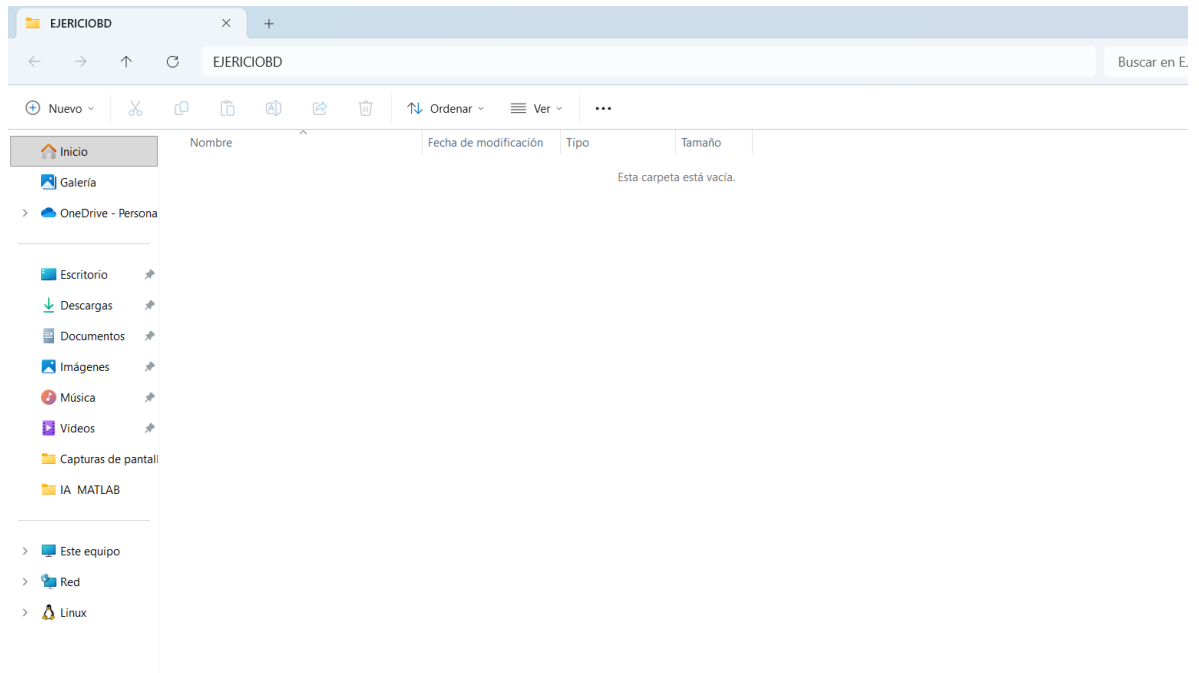 EJERICIOBD
EJERICIOBD
Buscar en E.
Nuevo
Ordenar
Ver
Nombre
Fecha de modificación
Tipo
Tamaño
Esta carpeta está vacía.
Inicio
Galería
OneDrive - Persona
Escritorio
Descargas
Documentos
Imágenes
Música
Videos
Capturas de pantall
IA MATLAB
Este equipo
Red
Linux